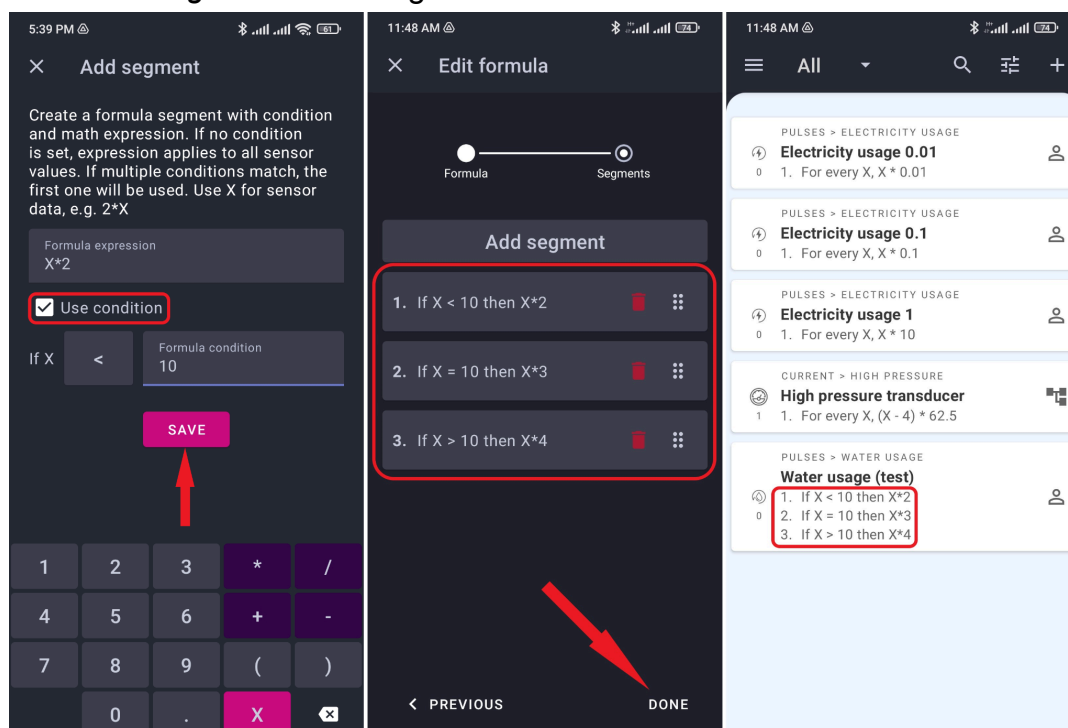 5:39 PM
61
Add segment
Create a formula segment with condition
and math expression. If no condition
is set, expression applies to all sensor
values. If multiple conditions match, the
first one will be used. Use X for sensor
data, e.g. 2*X
Formula expression
X*2
Use condition
If X
<
Formula condition
10
SAVE
1 2 3 * /
4 5 6 + -
7 8 9 ( )
0 . X
11:48 AM
74
Edit formula
Formula Segments
Add segment
1. If X < 10 then X*2
2. If X = 10 then X*3
3. If X > 10 then X*4
PREVIOUS DONE
11:48 AM
74
All
PULSES > ELECTRICITY USAGE
Electricity usage 0.01
0 1. For every X, X * 0.01
PULSES > ELECTRICITY USAGE
Electricity usage 0.1
0 1. For every X, X * 0.1
PULSES > ELECTRICITY USAGE
Electricity usage 1
0 1. For every X, X * 10
CURRENT > HIGH PRESSURE
High pressure transducer
1 1. For every X, (X - 4) * 62.5
PULSES > WATER USAGE
Water usage (test)
1. If X < 10 then X*2
0 2. If X = 10 then X*3
3. If X > 10 then X*4